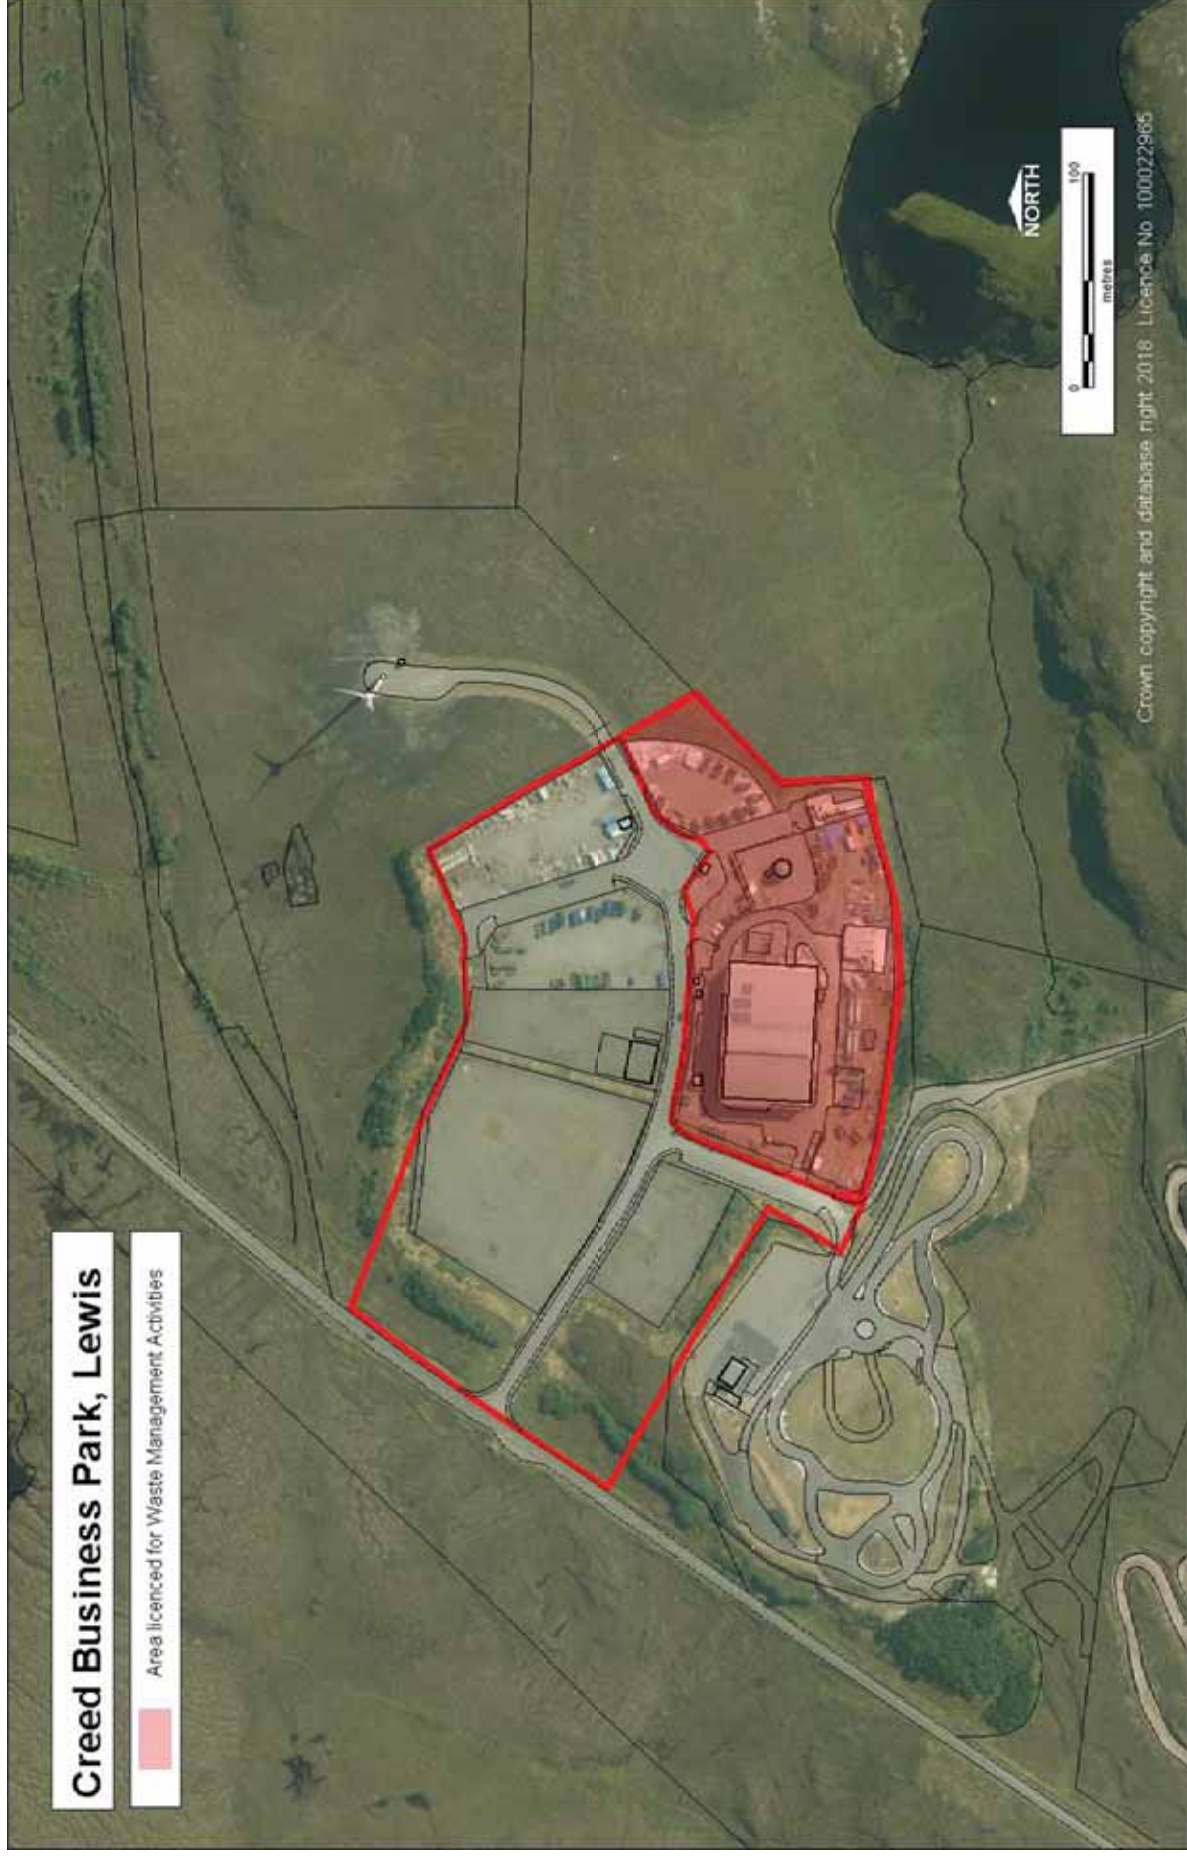 Creed Business Park, Lewis
Area licenced for Waste Management Activities
NORTH
0 100
metres
Crown copyright and database right 2018 Licence No 100022965